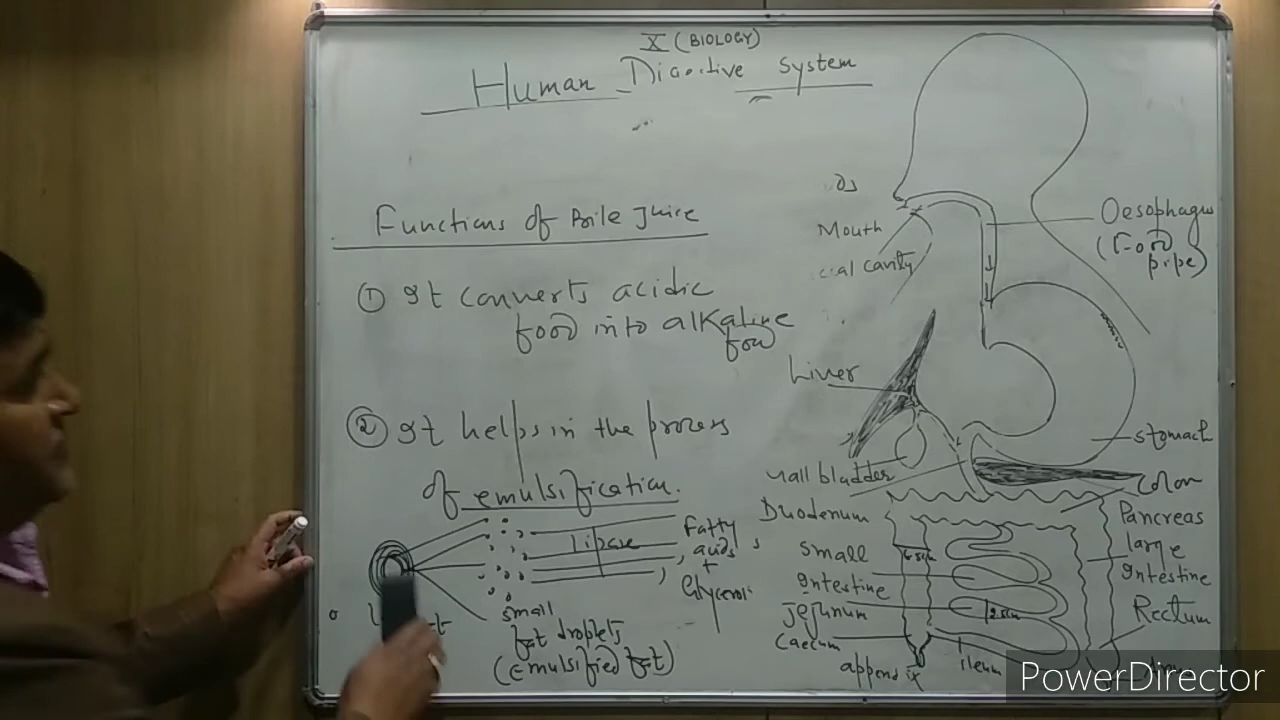 X (BIOLOGY)
Human Digestive System
Functions of Bile Juice
① It converts acidic
food into alkaline
② It helps in the process
of emulsification.
Lipase
Fatty
acids
+
Glycerol
small
fat droplets
(emulsified fat)
Mouth
cavity
Oesophagus
(Food
pipe)
Liver
stomach
bladder
Colon
Duodenum
Pancreas
small
Intestine
large
Intestine
Jejunum
Rectum
Caecum
appendix
ileum
PowerDirector